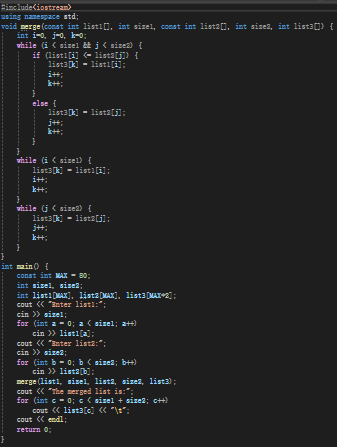 #include<iostream>
using namespace std;
void merge(const int list1[], int size1, const int list2[], int size2, int list3[]) {
int i=0, j=0, k=0;
while (i < size1 && j < size2) {
if (list1[i] <= list2[j]) {
list3[k] = list1[i];
i++;
k++;
}
else {
list3[k] = list2[j];
j++;
k++;
}
}
while (i < size1) {
list3[k] = list1[i];
i++;
k++;
}
while (j < size2) {
list3[k] = list2[j];
j++;
k++;
}
}
int main() {
const int MAX = 80;
int size1, size2;
int list1[MAX], list2[MAX], list3[MAX*2];
cout << "Enter list1:";
cin >> size1;
for (int a = 0; a < size1; a++)
cin >> list1[a];
cout << "Enter list2:";
cin >> size2;
for (int b = 0; b < size2; b++)
cin >> list2[b];
merge(list1, size1, list2, size2, list3);
cout << "The merged list is:";
for (int c = 0; c < size1 + size2; c++)
cout << list3[c] << "\t";
cout << endl;
return 0;
}